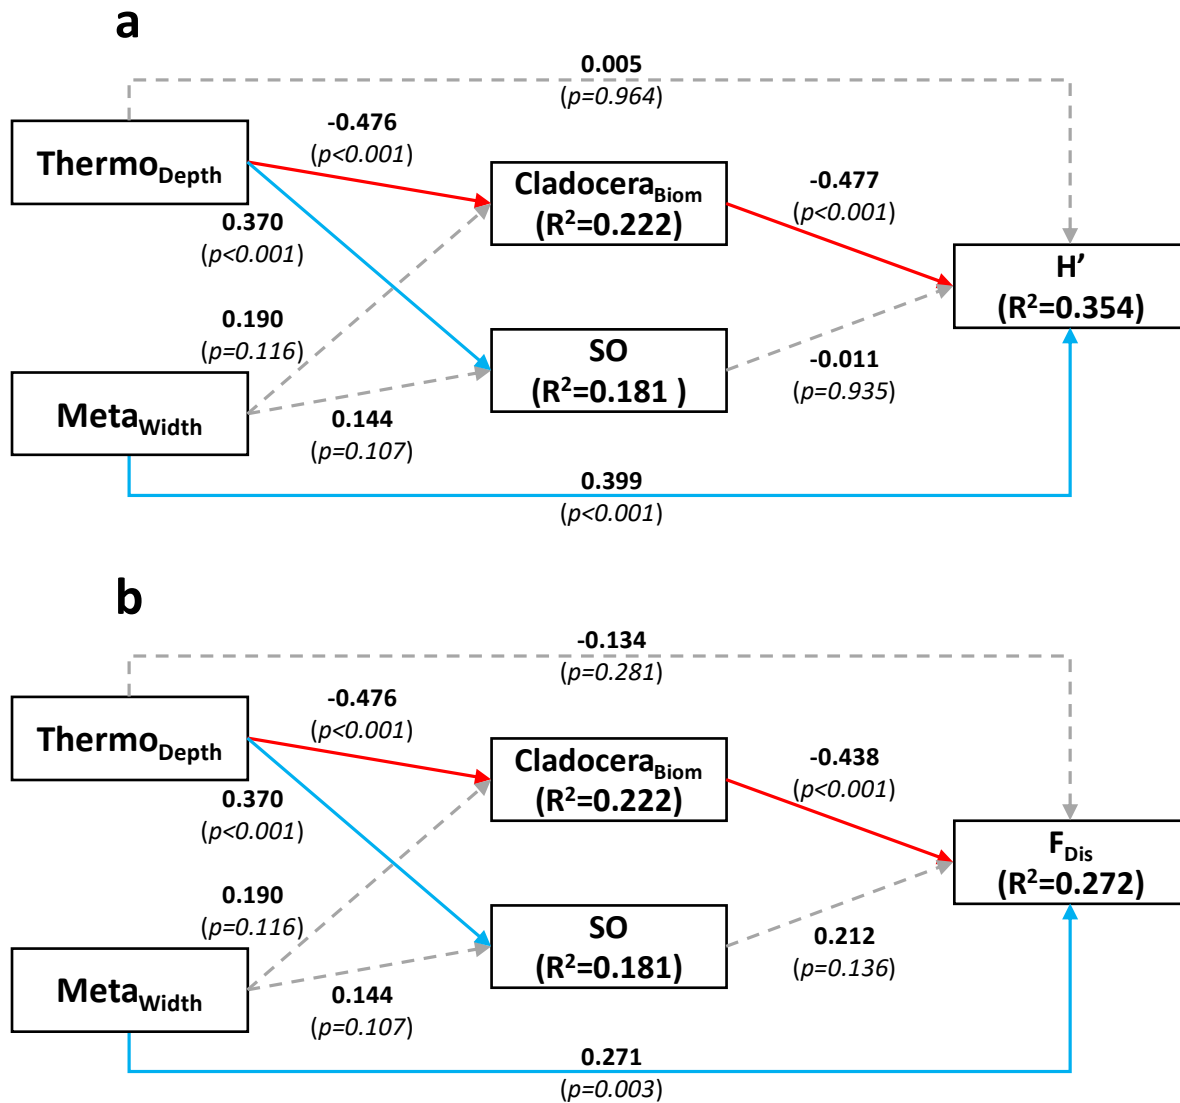 a
0.005
(p=0.964)
-0.476
(p<0.001)
Thermo_Depth
Cladocera_Biom
(R²=0.222)
-0.477
(p<0.001)
0.370
(p<0.001)
H’
(R²=0.354)
0.190
(p=0.116)
SO
(R²=0.181 )
-0.011
(p=0.935)
Meta_Width
0.144
(p=0.107)
0.399
(p<0.001)
b
-0.134
(p=0.281)
-0.476
(p<0.001)
Thermo_Depth
Cladocera_Biom
(R²=0.222)
-0.438
(p<0.001)
0.370
(p<0.001)
F_Dis
(R²=0.272)
0.190
(p=0.116)
SO
(R²=0.181)
0.212
(p=0.136)
Meta_Width
0.144
(p=0.107)
0.271
(p=0.003)